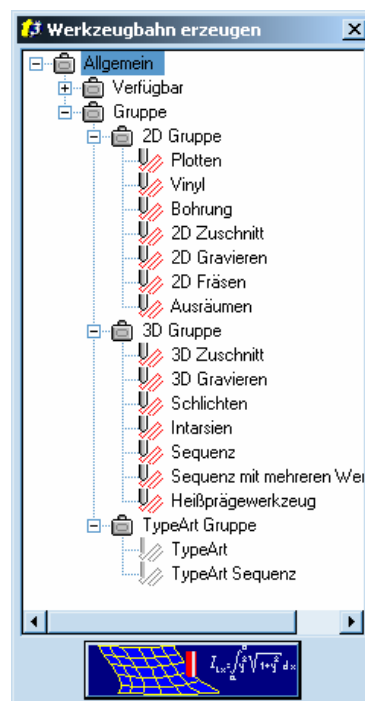 Werkzeugbahn erzeugen
Allgemein
Verfügbar
Gruppe
2D Gruppe
Plotten
Vinyl
Bohrung
2D Zuschnitt
2D Gravieren
2D Fräsen
Ausräumen
3D Gruppe
3D Zuschnitt
3D Gravieren
Schlichten
Intarsien
Sequenz
Sequenz mit mehreren Wer
Heißprägewerkzeug
TypeArt Gruppe
TypeArt
TypeArt Sequenz